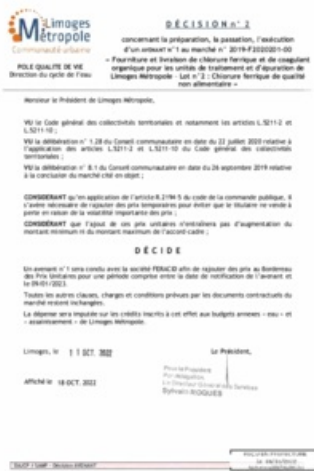 Limoges
Métropole
Communauté urbaine
POLE QUALITE DE VIE
Direction du cycle de l'eau
DÉCISION n° 2
concernant la préparation, la passation, l'exécution
d'un AVENANT n°1 au marché n° 2019-F2020201-00
« Fourniture et livraison de chlorure ferrique et de coagulant
organique pour les unités de traitement et d'épuration de
Limoges Métropole – Lot n°2 : Chlorure ferrique de qualité
non alimentaire »
Monsieur le Président de Limoges Métropole,
VU le Code général des collectivités territoriales et notamment les articles L.5211-2 et
L.5211-10 ;
VU la délibération n° 1.28 du Conseil communautaire en date du 22 juillet 2020 relative à
l'application des articles L.5211-2 et L.5211-10 du Code général des collectivités
territoriales ;
VU la délibération n° 8.1 du Conseil communautaire en date du 26 septembre 2019 relative
à la conclusion du marché cité en objet ;
CONSIDERANT qu'en application de l'article R.2194-5 du code de la commande publique, il
s'avère nécessaire de rajouter des prix temporaires pour éviter que le titulaire ne vende à
perte en raison de la volatilité importante des prix ;
CONSIDÉRANT que l'ajout de ces prix unitaires n'entraînera pas d'augmentation du
montant minimum ni du montant maximum de l'accord-cadre ;
DÉCIDE
Un avenant n°1 sera conclu avec la société FERACID afin de rajouter des prix au Bordereau
des Prix Unitaires pour une période comprise entre la date de notification de l'avenant et
le 09/01/2023.
Toutes les autres clauses, charges et conditions prévues par les documents contractuels du
marché restent inchangées.
La dépense sera imputée sur les crédits inscrits à cet effet aux budgets annexes « eau » et
« assainissement » de Limoges Métropole.
Limoges, le 11 OCT. 2022
Le Président,
Pour le Président
Par délégation,
Le Directeur Général des Services
Sylvain ROQUES
Affiché le 18 OCT. 2022